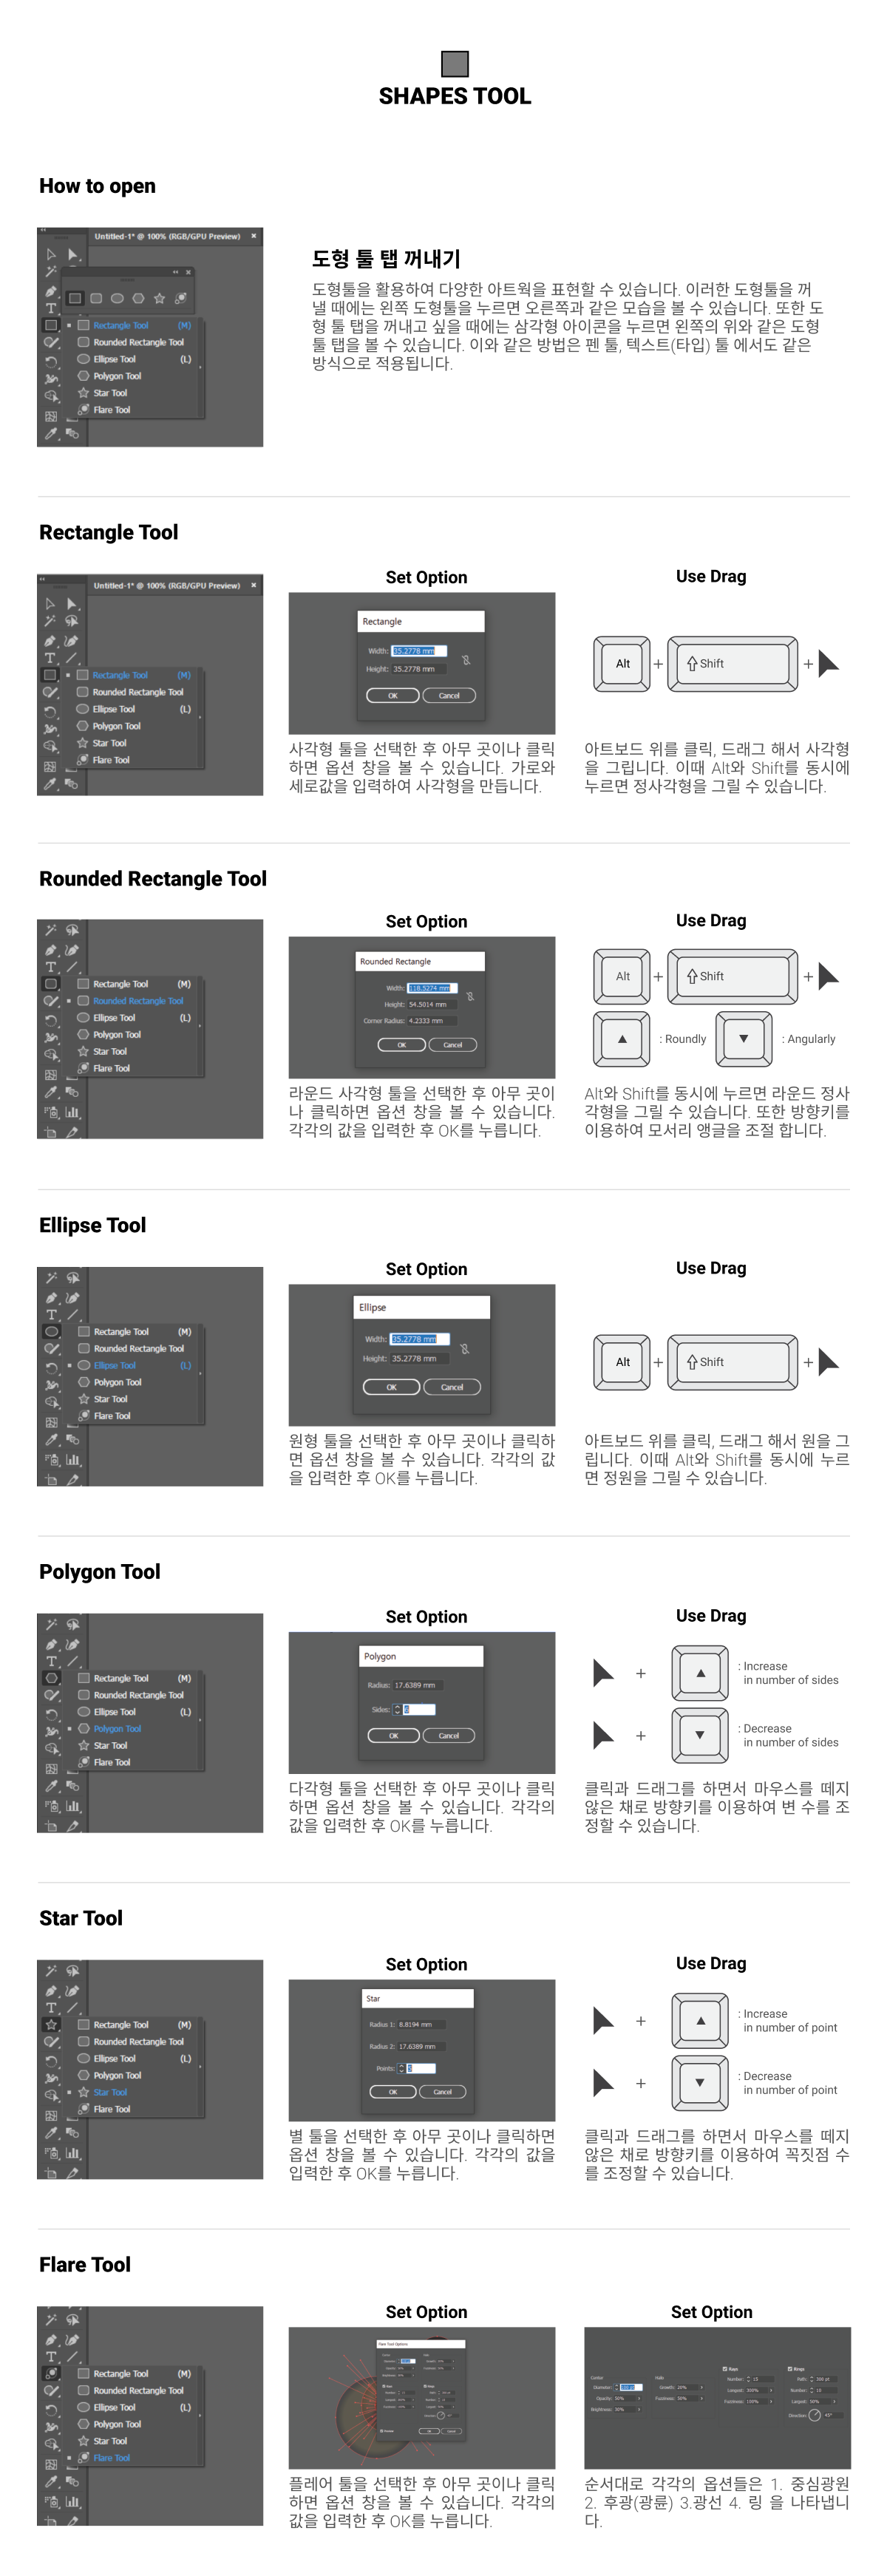 SHAPES TOOL
How to open
Untitled-1* @ 100% (RGB/GPU Preview)
Rectangle Tool (M)
Rounded Rectangle Tool
Ellipse Tool (L)
Polygon Tool
Star Tool
Flare Tool
도형 툴 탭 꺼내기
도형툴을 활용하여 다양한 아트웍을 표현할 수 있습니다. 이러한 도형툴을 꺼
낼 때에는 왼쪽 도형툴을 누르면 오른쪽과 같은 모습을 볼 수 있습니다. 또한 도
형 툴 탭을 꺼내고 싶을 때에는 삼각형 아이콘을 누르면 왼쪽의 위와 같은 도형
툴 탭을 볼 수 있습니다. 이와 같은 방법은 펜 툴, 텍스트(타입) 툴 에서도 같은
방식으로 적용됩니다.
Rectangle Tool
Untitled-1* @ 100% (RGB/GPU Preview)
Rectangle Tool (M)
Rounded Rectangle Tool
Ellipse Tool (L)
Polygon Tool
Star Tool
Flare Tool
Set Option
Rectangle
Width: 35.2778 mm
Height: 35.2778 mm
OK Cancel
사각형 툴을 선택한 후 아무 곳이나 클릭
하면 옵션 창을 볼 수 있습니다. 가로와
세로값을 입력하여 사각형을 만듭니다.
Use Drag
Alt + Shift +
아트보드 위를 클릭, 드래그 해서 사각형
을 그립니다. 이때 Alt와 Shift를 동시에
누르면 정사각형을 그릴 수 있습니다.
Rounded Rectangle Tool
Rectangle Tool (M)
Rounded Rectangle Tool
Ellipse Tool (L)
Polygon Tool
Star Tool
Flare Tool
Set Option
Rounded Rectangle
Width: 118.5274 mm
Height: 54.5014 mm
Corner Radius: 4.2333 mm
OK Cancel
라운드 사각형 툴을 선택한 후 아무 곳이
나 클릭하면 옵션 창을 볼 수 있습니다.
각각의 값을 입력한 후 OK를 누릅니다.
Use Drag
Alt + Shift +
: Roundly : Angularly
Alt와 Shift를 동시에 누르면 라운드 정사
각형을 그릴 수 있습니다. 또한 방향키를
이용하여 모서리 앵글을 조절 합니다.
Ellipse Tool
Rectangle Tool (M)
Rounded Rectangle Tool
Ellipse Tool (L)
Polygon Tool
Star Tool
Flare Tool
Set Option
Ellipse
Width: 35.2778 mm
Height: 35.2778 mm
OK Cancel
원형 툴을 선택한 후 아무 곳이나 클릭하
면 옵션 창을 볼 수 있습니다. 각각의 값
을 입력한 후 OK를 누릅니다.
Use Drag
Alt + Shift +
아트보드 위를 클릭, 드래그 해서 원을 그
립니다. 이때 Alt와 Shift를 동시에 누르
면 정원을 그릴 수 있습니다.
Polygon Tool
Rectangle Tool (M)
Rounded Rectangle Tool
Ellipse Tool (L)
Polygon Tool
Star Tool
Flare Tool
Set Option
Polygon
Radius: 17.6389 mm
Sides:
OK Cancel
다각형 툴을 선택한 후 아무 곳이나 클릭
하면 옵션 창을 볼 수 있습니다. 각각의
값을 입력한 후 OK를 누릅니다.
Use Drag
+ : Increase
in number of sides
+ : Decrease
in number of sides
클릭과 드래그를 하면서 마우스를 떼지
않은 채로 방향키를 이용하여 변 수를 조
정할 수 있습니다.
Star Tool
Rectangle Tool (M)
Rounded Rectangle Tool
Ellipse Tool (L)
Polygon Tool
Star Tool
Flare Tool
Set Option
Star
Radius 1: 8.8194 mm
Radius 2: 17.6389 mm
Points:
OK Cancel
별 툴을 선택한 후 아무 곳이나 클릭하면
옵션 창을 볼 수 있습니다. 각각의 값을
입력한 후 OK를 누릅니다.
Use Drag
+ : Increase
in number of point
+ : Decrease
in number of point
클릭과 드래그를 하면서 마우스를 떼지
않은 채로 방향키를 이용하여 꼭짓점 수
를 조정할 수 있습니다.
Flare Tool
Rectangle Tool (M)
Rounded Rectangle Tool
Ellipse Tool (L)
Polygon Tool
Star Tool
Flare Tool
Set Option
Flare Tool Options
플레어 툴을 선택한 후 아무 곳이나 클릭
하면 옵션 창을 볼 수 있습니다. 각각의
값을 입력한 후 OK를 누릅니다.
Set Option
Center
Diameter:
Opacity: 50%
Brightness: 30%
Halo
Growth: 20%
Fuzziness: 50%
Rays
Number: 15
Longest: 300%
Fuzziness: 100%
Rings
Path: 300 pt
Number: 10
Largest: 50%
Direction: 45°
순서대로 각각의 옵션들은 1. 중심광원
2. 후광(광륜) 3.광선 4. 링 을 나타냅니
다.